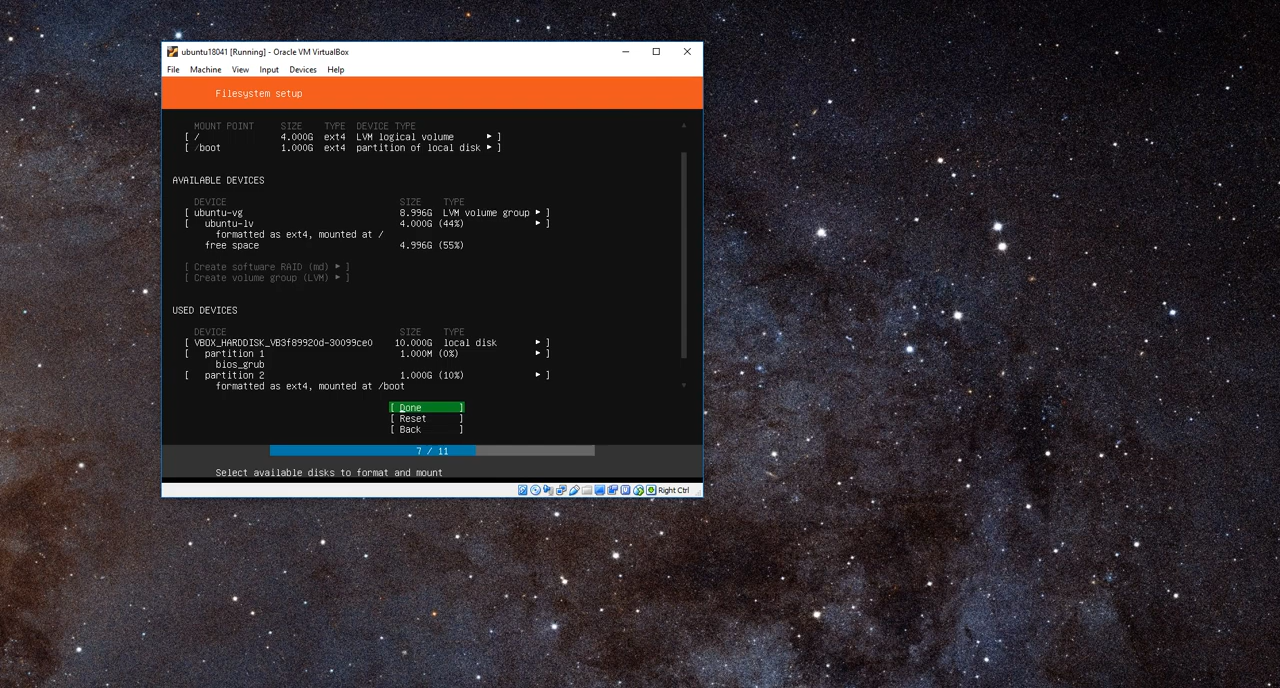 ubuntu18041 [Running] - Oracle VM VirtualBox
File Machine View Input Devices Help
Filesystem setup
MOUNT POINT SIZE TYPE DEVICE TYPE
[ / 4.000G ext4 LVM logical volume ▸ ]
[ /boot 1.000G ext4 partition of local disk ▸ ]
AVAILABLE DEVICES
DEVICE SIZE TYPE
[ ubuntu-vg 8.996G LVM volume group ▸ ]
[ ubuntu-lv 4.000G (44%) ▸ ]
formatted as ext4, mounted at /
free space 4.996G (55%)
[ Create software RAID (md) ▸ ]
[ Create volume group (LVM) ▸ ]
USED DEVICES
DEVICE SIZE TYPE
[ VBOX_HARDDISK_VB3f89920d-30099ce0 10.000G local disk ▸ ]
[ partition 1 1.000M (0%) ▸ ]
bios_grub
[ partition 2 1.000G (10%) ▸ ]
formatted as ext4, mounted at /boot
[ Done ]
[ Reset ]
[ Back ]
7 / 11
Select available disks to format and mount
Right Ctrl